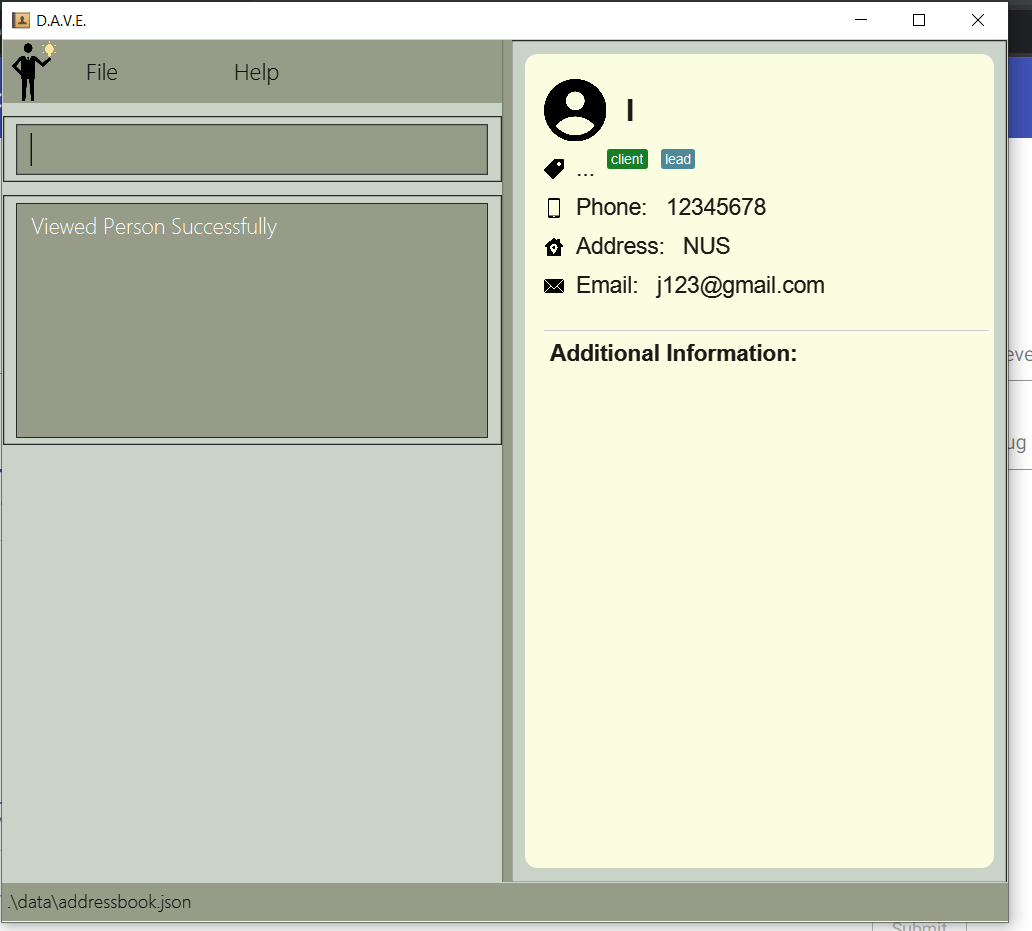 D.A.V.E.
File Help
Viewed Person Successfully
l
... client lead
Phone: 12345678
Address: NUS
Email: j123@gmail.com
Additional Information:
.\data\addressbook.json
eve
ug
Submit